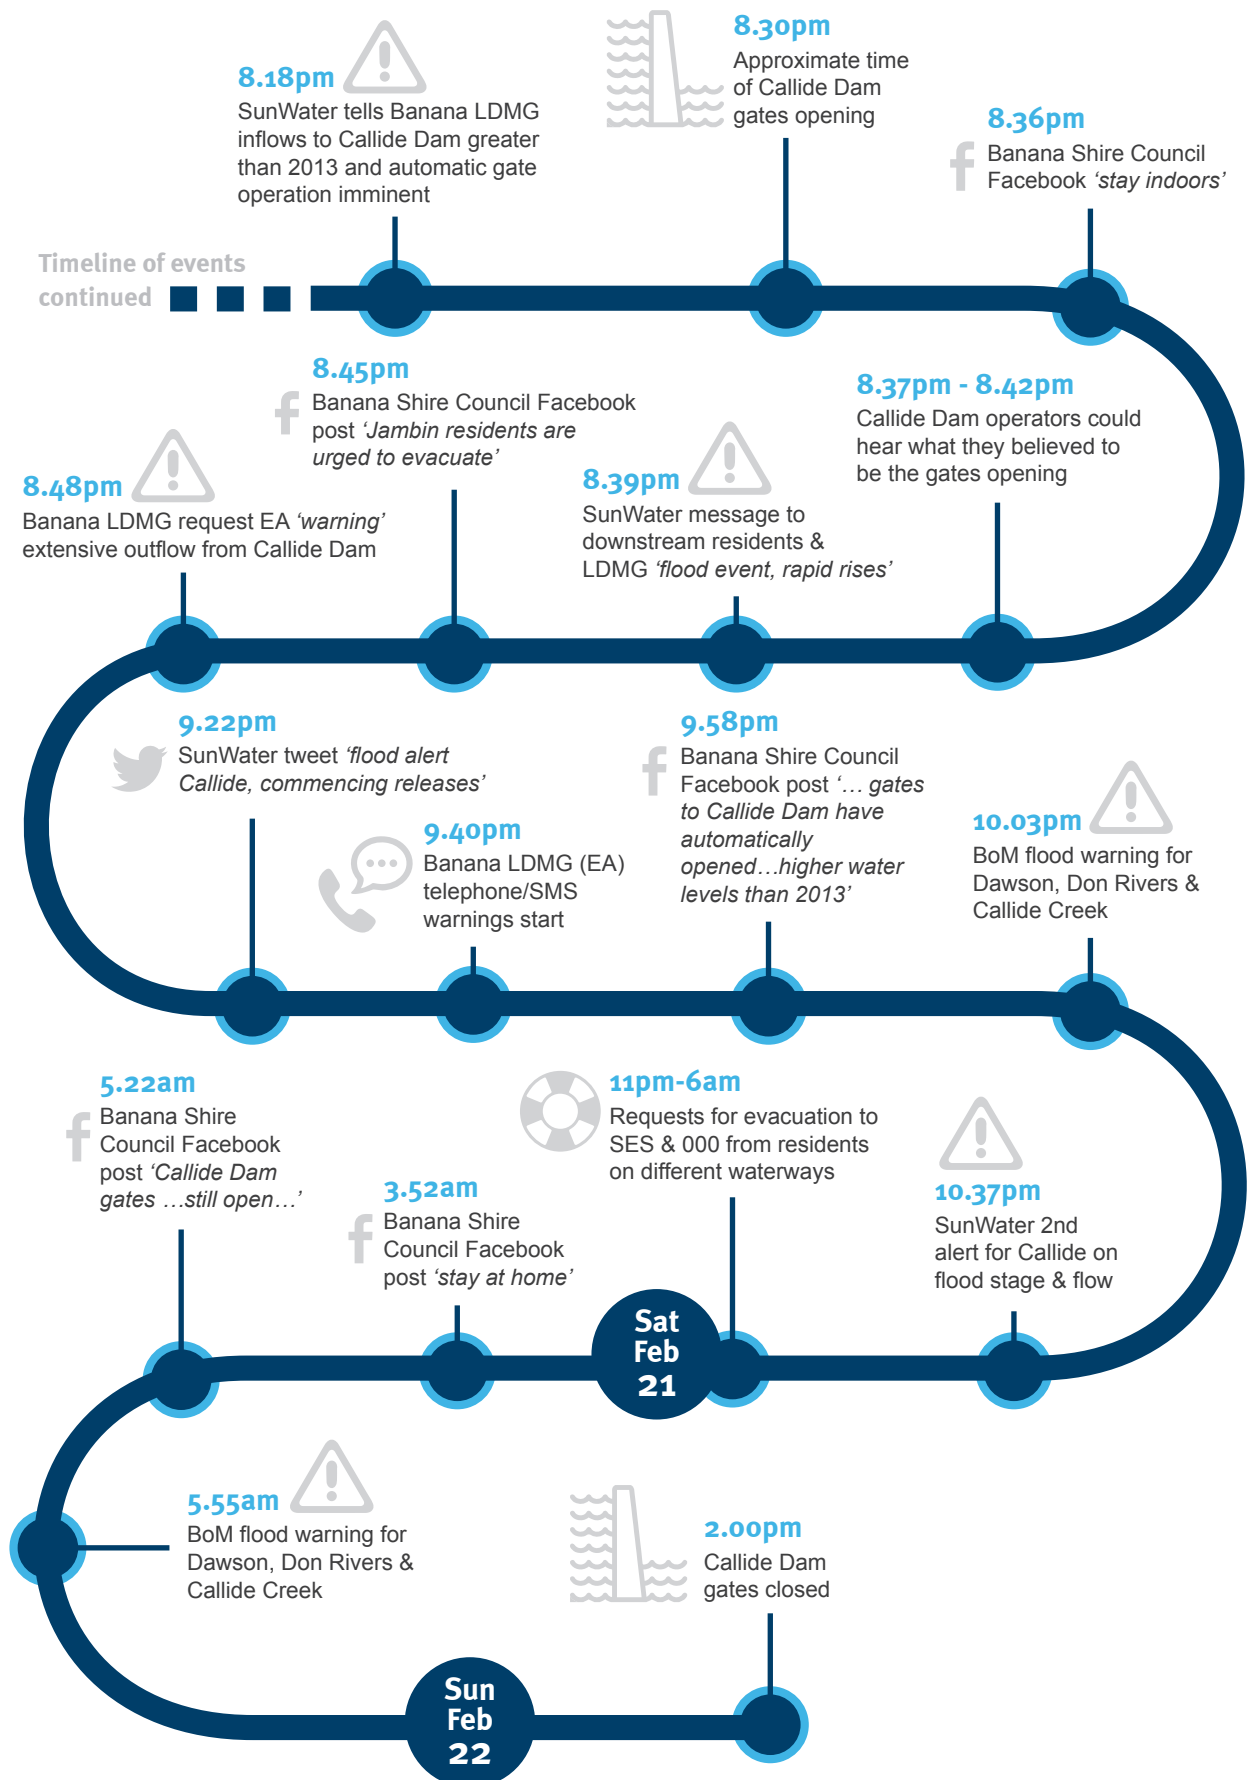 8.18pm
SunWater tells Banana LDMG
inflows to Callide Dam greater
than 2013 and automatic gate
operation imminent
8.30pm
Approximate time
of Callide Dam
gates opening
8.36pm
Banana Shire Council
Facebook ‘stay indoors’
Timeline of events
continued
8.37pm - 8.42pm
Callide Dam operators could
hear what they believed to
be the gates opening
8.39pm
SunWater message to
downstream residents &
LDMG ‘flood event, rapid rises’
8.45pm
Banana Shire Council Facebook
post ‘Jambin residents are
urged to evacuate’
8.48pm
Banana LDMG request EA ‘warning’
extensive outflow from Callide Dam
9.22pm
SunWater tweet ‘flood alert
Callide, commencing releases’
9.40pm
Banana LDMG (EA)
telephone/SMS
warnings start
9.58pm
Banana Shire Council
Facebook post ‘… gates
to Callide Dam have
automatically
opened…higher water
levels than 2013’
10.03pm
BoM flood warning for
Dawson, Don Rivers &
Callide Creek
10.37pm
SunWater 2nd
alert for Callide on
flood stage & flow
11pm-6am
Requests for evacuation to
SES & 000 from residents
on different waterways
Sat
Feb
21
3.52am
Banana Shire
Council Facebook
post ‘stay at home’
5.22am
Banana Shire
Council Facebook
post ‘Callide Dam
gates …still open…’
5.55am
BoM flood warning for
Dawson, Don Rivers &
Callide Creek
Sun
Feb
22
2.00pm
Callide Dam
gates closed